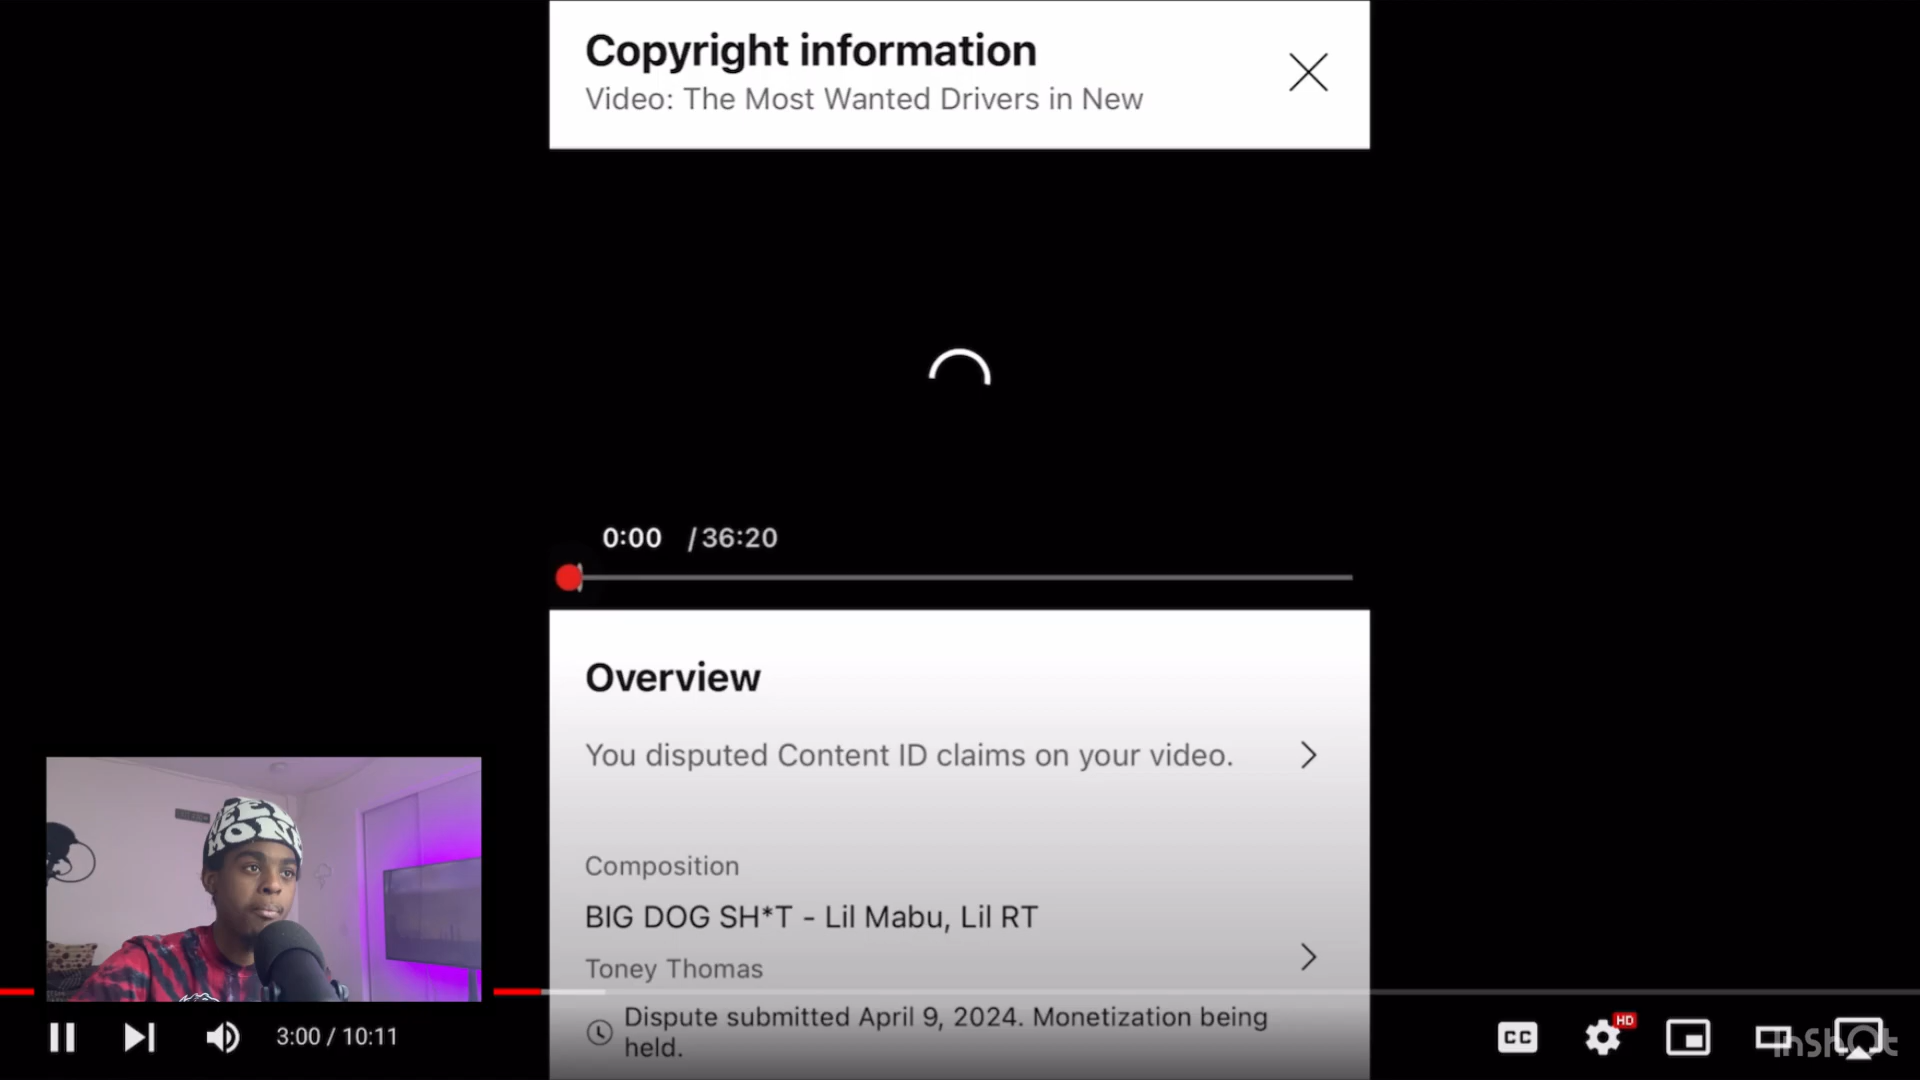 Copyright information
Video: The Most Wanted Drivers in New
0:00 / 36:20
Overview
You disputed Content ID claims on your video.
Composition
BIG DOG SH*T - Lil Mabu, Lil RT
Toney Thomas
Dispute submitted April 9, 2024. Monetization being
held.
MONE
3:00 / 10:11
CC
HD
InShOt